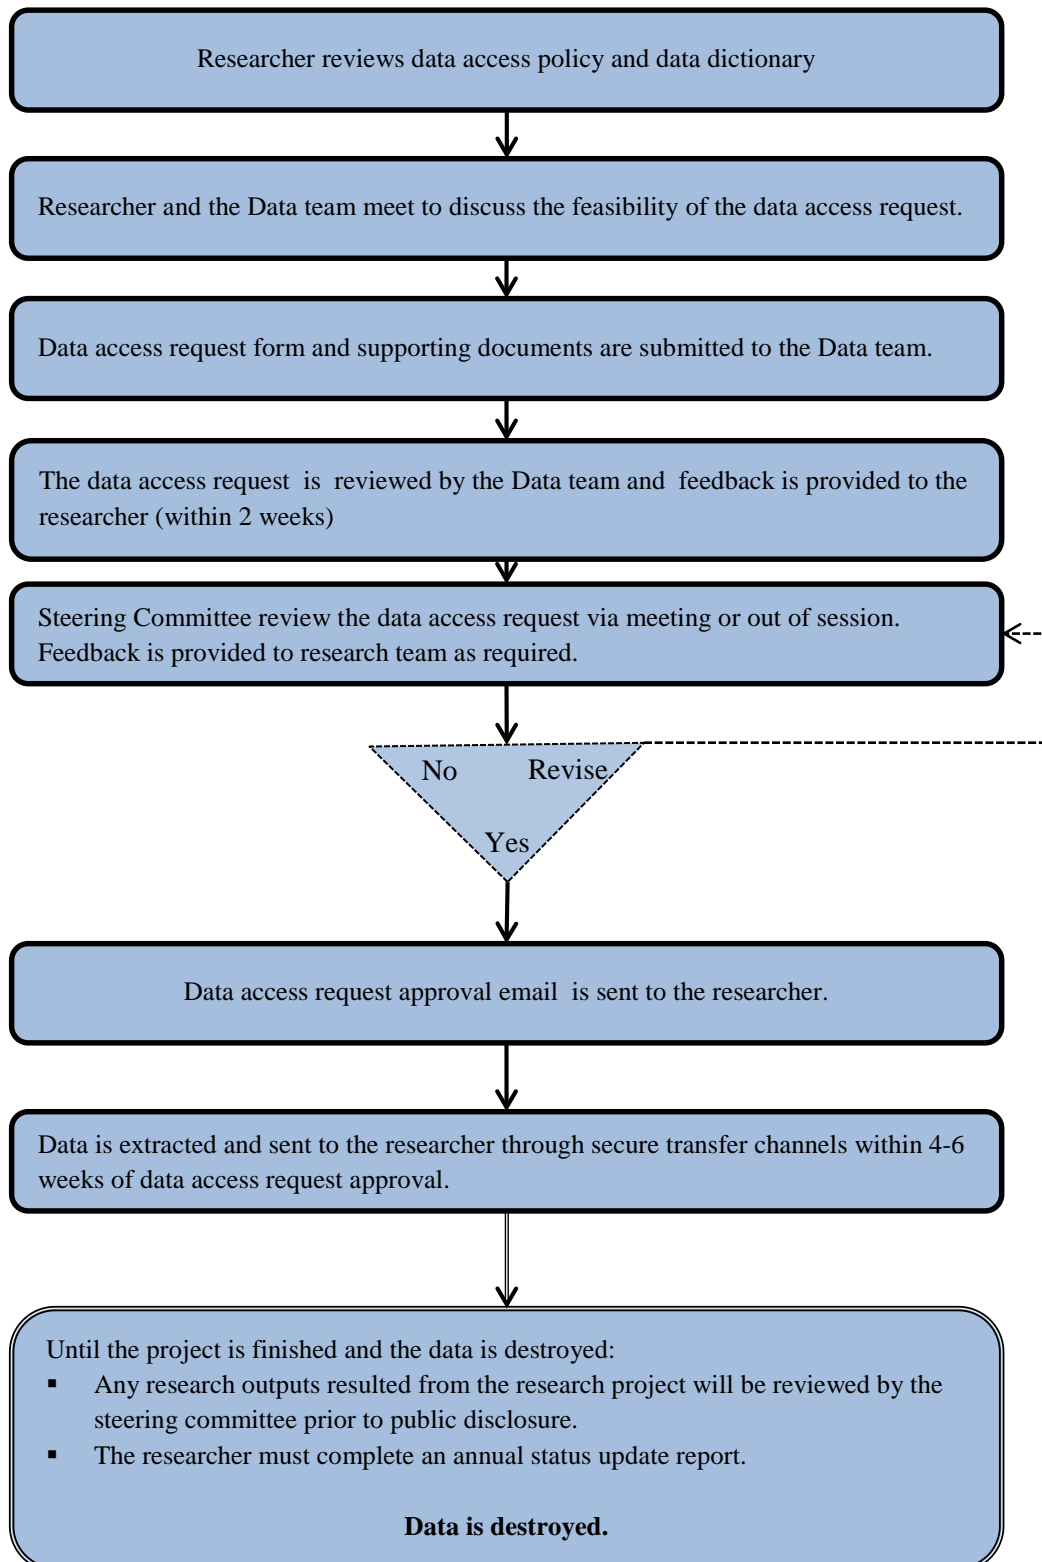 Researcher reviews data access policy and data dictionary
Researcher and the Data team meet to discuss the feasibility of the data access request.
Data access request form and supporting documents are submitted to the Data team.
The data access request  is  reviewed by the Data team and  feedback is provided to the
researcher (within 2 weeks)
Steering Committee review the data access request via meeting or out of session.
Feedback is provided to research team as required.
No Revise
Yes
Data access request approval email  is sent to the researcher.
Data is extracted and sent to the researcher through secure transfer channels within 4-6
weeks of data access request approval.
Until the project is finished and the data is destroyed:
▪ Any research outputs resulted from the research project will be reviewed by the
steering committee prior to public disclosure.
▪ The researcher must complete an annual status update report.
Data is destroyed.